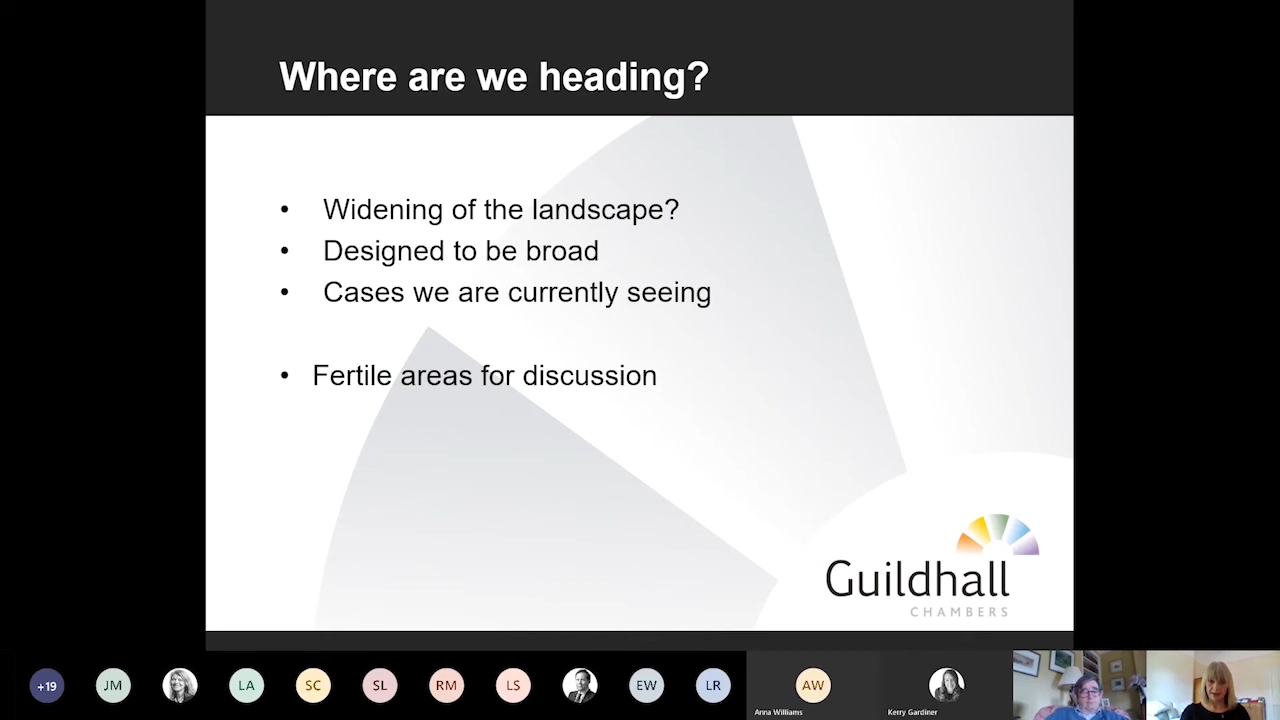 Where are we heading?
• Widening of the landscape?
• Designed to be broad
• Cases we are currently seeing
• Fertile areas for discussion
Guildhall
CHAMBERS
+19 JM LA SC SL RM LS EW LR AW
Anna Williams Kerry Gardiner